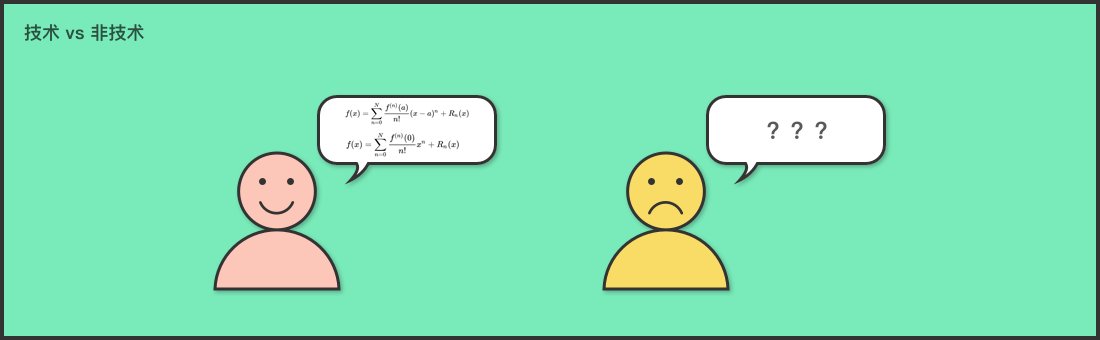 技术 vs 非技术
f(x) = \sum_{n=0}^{N} \frac{f^{(n)}(a)}{n!}(x − a)^n + R_n(x)
f(x) = \sum_{n=0}^{N} \frac{f^{(n)}(0)}{n!}x^n + R_n(x)
？？？